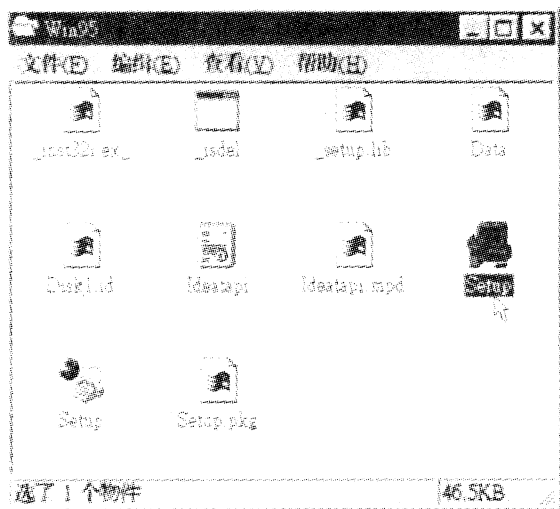 Win95
文件(E) 编辑(E) 查看(V) 帮助(H)
_inst32i.ex_ _isdel _setup.lib Data
Disk1.id Ideatapi Ideatapi.mpd Setup
Setup Setup.pkg
选了 1 个物件 46.5KB